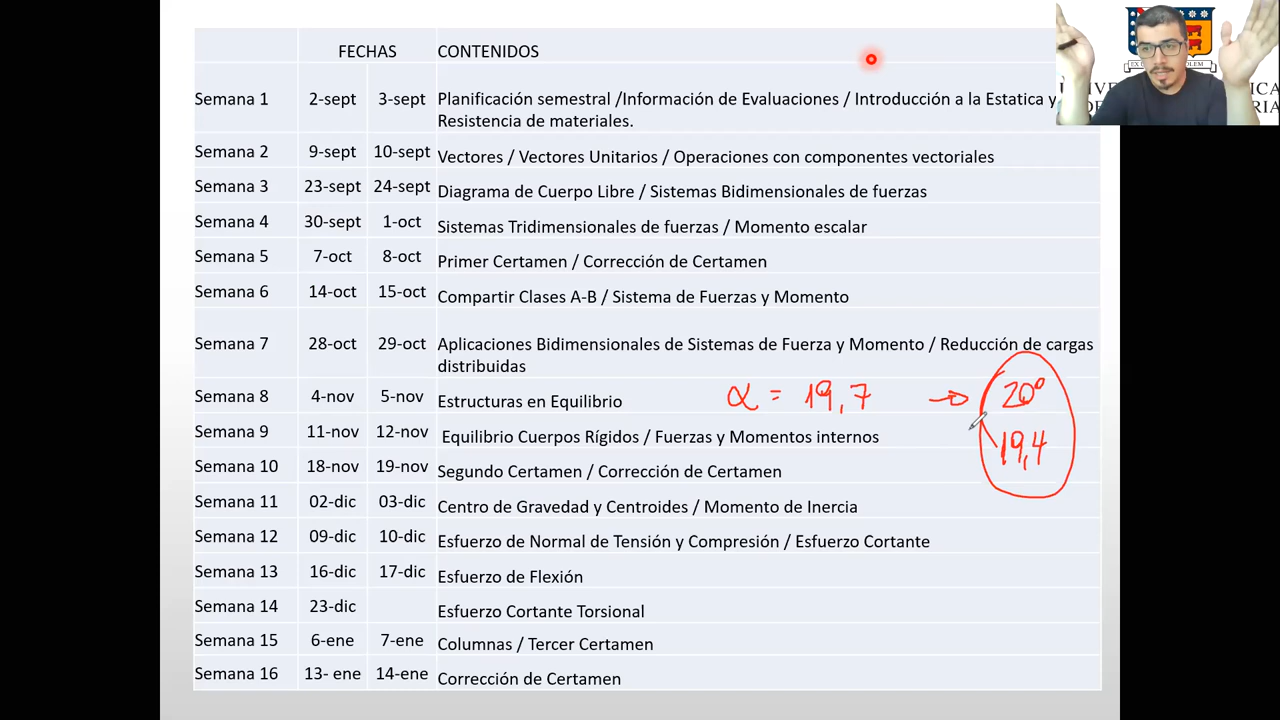 FECHAS CONTENIDOS
Semana 1 2-sept 3-sept Planificación semestral /Información de Evaluaciones / Introducción a la Estatica y
Resistencia de materiales.
Semana 2 9-sept 10-sept Vectores / Vectores Unitarios / Operaciones con componentes vectoriales
Semana 3 23-sept 24-sept Diagrama de Cuerpo Libre / Sistemas Bidimensionales de fuerzas
Semana 4 30-sept 1-oct Sistemas Tridimensionales de fuerzas / Momento escalar
Semana 5 7-oct 8-oct Primer Certamen / Corrección de Certamen
Semana 6 14-oct 15-oct Compartir Clases A-B / Sistema de Fuerzas y Momento
Semana 7 28-oct 29-oct Aplicaciones Bidimensionales de Sistemas de Fuerza y Momento / Reducción de cargas
distribuidas
Semana 8 4-nov 5-nov Estructuras en Equilibrio α = 19,7 → 20°
Semana 9 11-nov 12-nov Equilibrio Cuerpos Rígidos / Fuerzas y Momentos internos 19,4
Semana 10 18-nov 19-nov Segundo Certamen / Corrección de Certamen
Semana 11 02-dic 03-dic Centro de Gravedad y Centroides / Momento de Inercia
Semana 12 09-dic 10-dic Esfuerzo de Normal de Tensión y Compresión / Esfuerzo Cortante
Semana 13 16-dic 17-dic Esfuerzo de Flexión
Semana 14 23-dic Esfuerzo Cortante Torsional
Semana 15 6-ene 7-ene Columnas / Tercer Certamen
Semana 16 13- ene 14-ene Corrección de Certamen